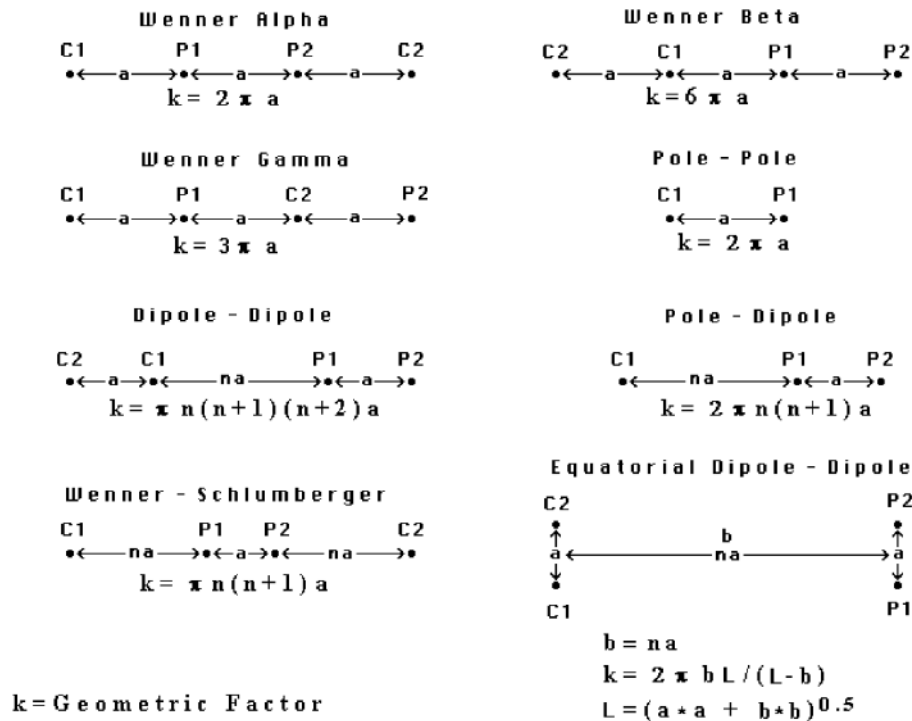 Wenner Alpha
C1 P1 P2 C2
a a a
k= 2 π a
Wenner Beta
C2 C1 P1 P2
a a a
k=6 π a
Wenner Gamma
C1 P1 C2 P2
a a a
k= 3 π a
Pole - Pole
C1 P1
a
k= 2 π a
Dipole - Dipole
C2 C1 P1 P2
a na a
k= π n(n+1)(n+2)a
Pole - Dipole
C1 P1 P2
na a
k= 2 π n(n+1)a
Wenner - Schlumberger
C1 P1 P2 C2
na a na
k= π n(n+1)a
Equatorial Dipole - Dipole
C2 P2
b
a na a
C1 P1
b= na
k= 2 π bL/(L-b)
L=(a*a + b*b)0.5
k=Geometric Factor